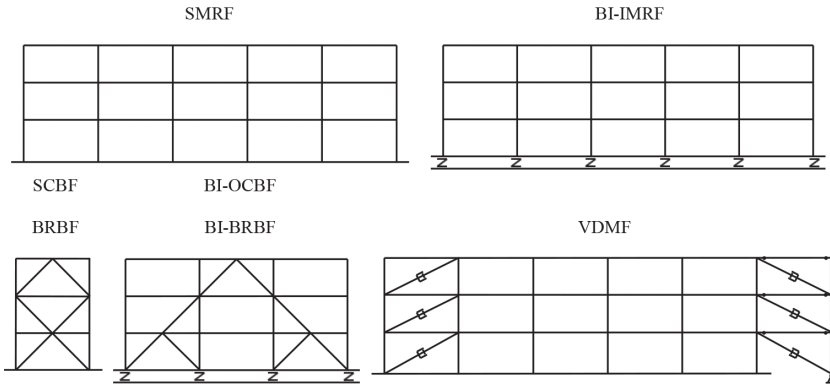 SMRF
BI-IMRF
SCBF
BI-OCBF
BRBF
BI-BRBF
VDMF